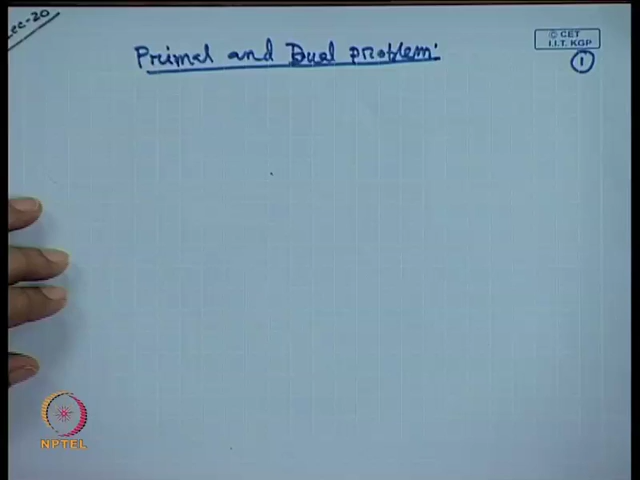 Lec-20
Primal and Dual problem:
© CET
I.I.T. KGP
1
NPTEL